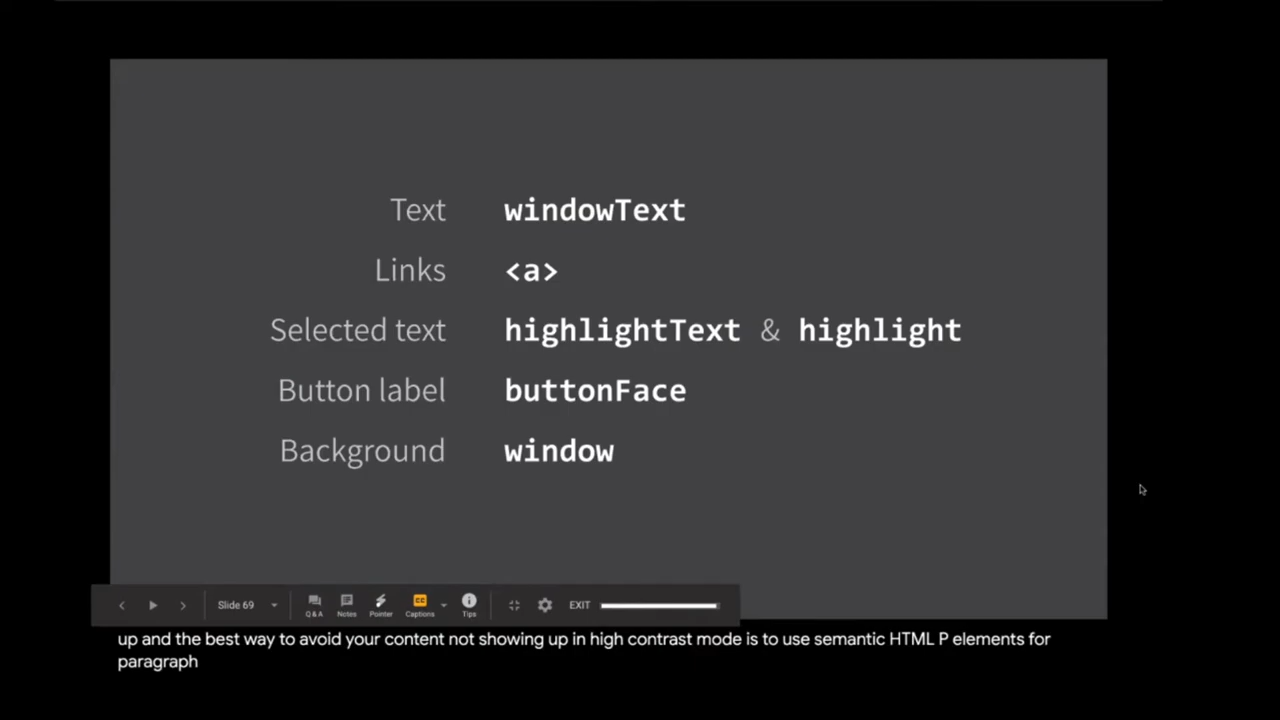 Text windowText
Links <a>
Selected text highlightText & highlight
Button label buttonFace
Background window
Slide 69 Q&A Notes Pointer CC Captions Tips EXIT
up and the best way to avoid your content not showing up in high contrast mode is to use semantic HTML P elements for
paragraph